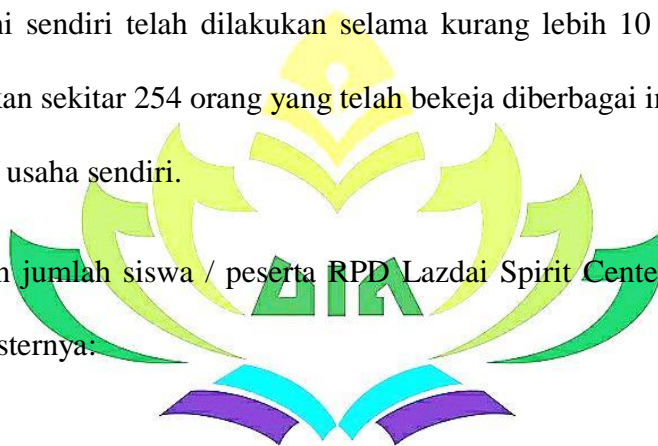 ni sendiri telah dilakukan selama kurang lebih 10
kan sekitar 254 orang yang telah bekeja diberbagai in
usaha sendiri.
n jumlah siswa / peserta RPD Lazdai Spirit Cente
sternya: